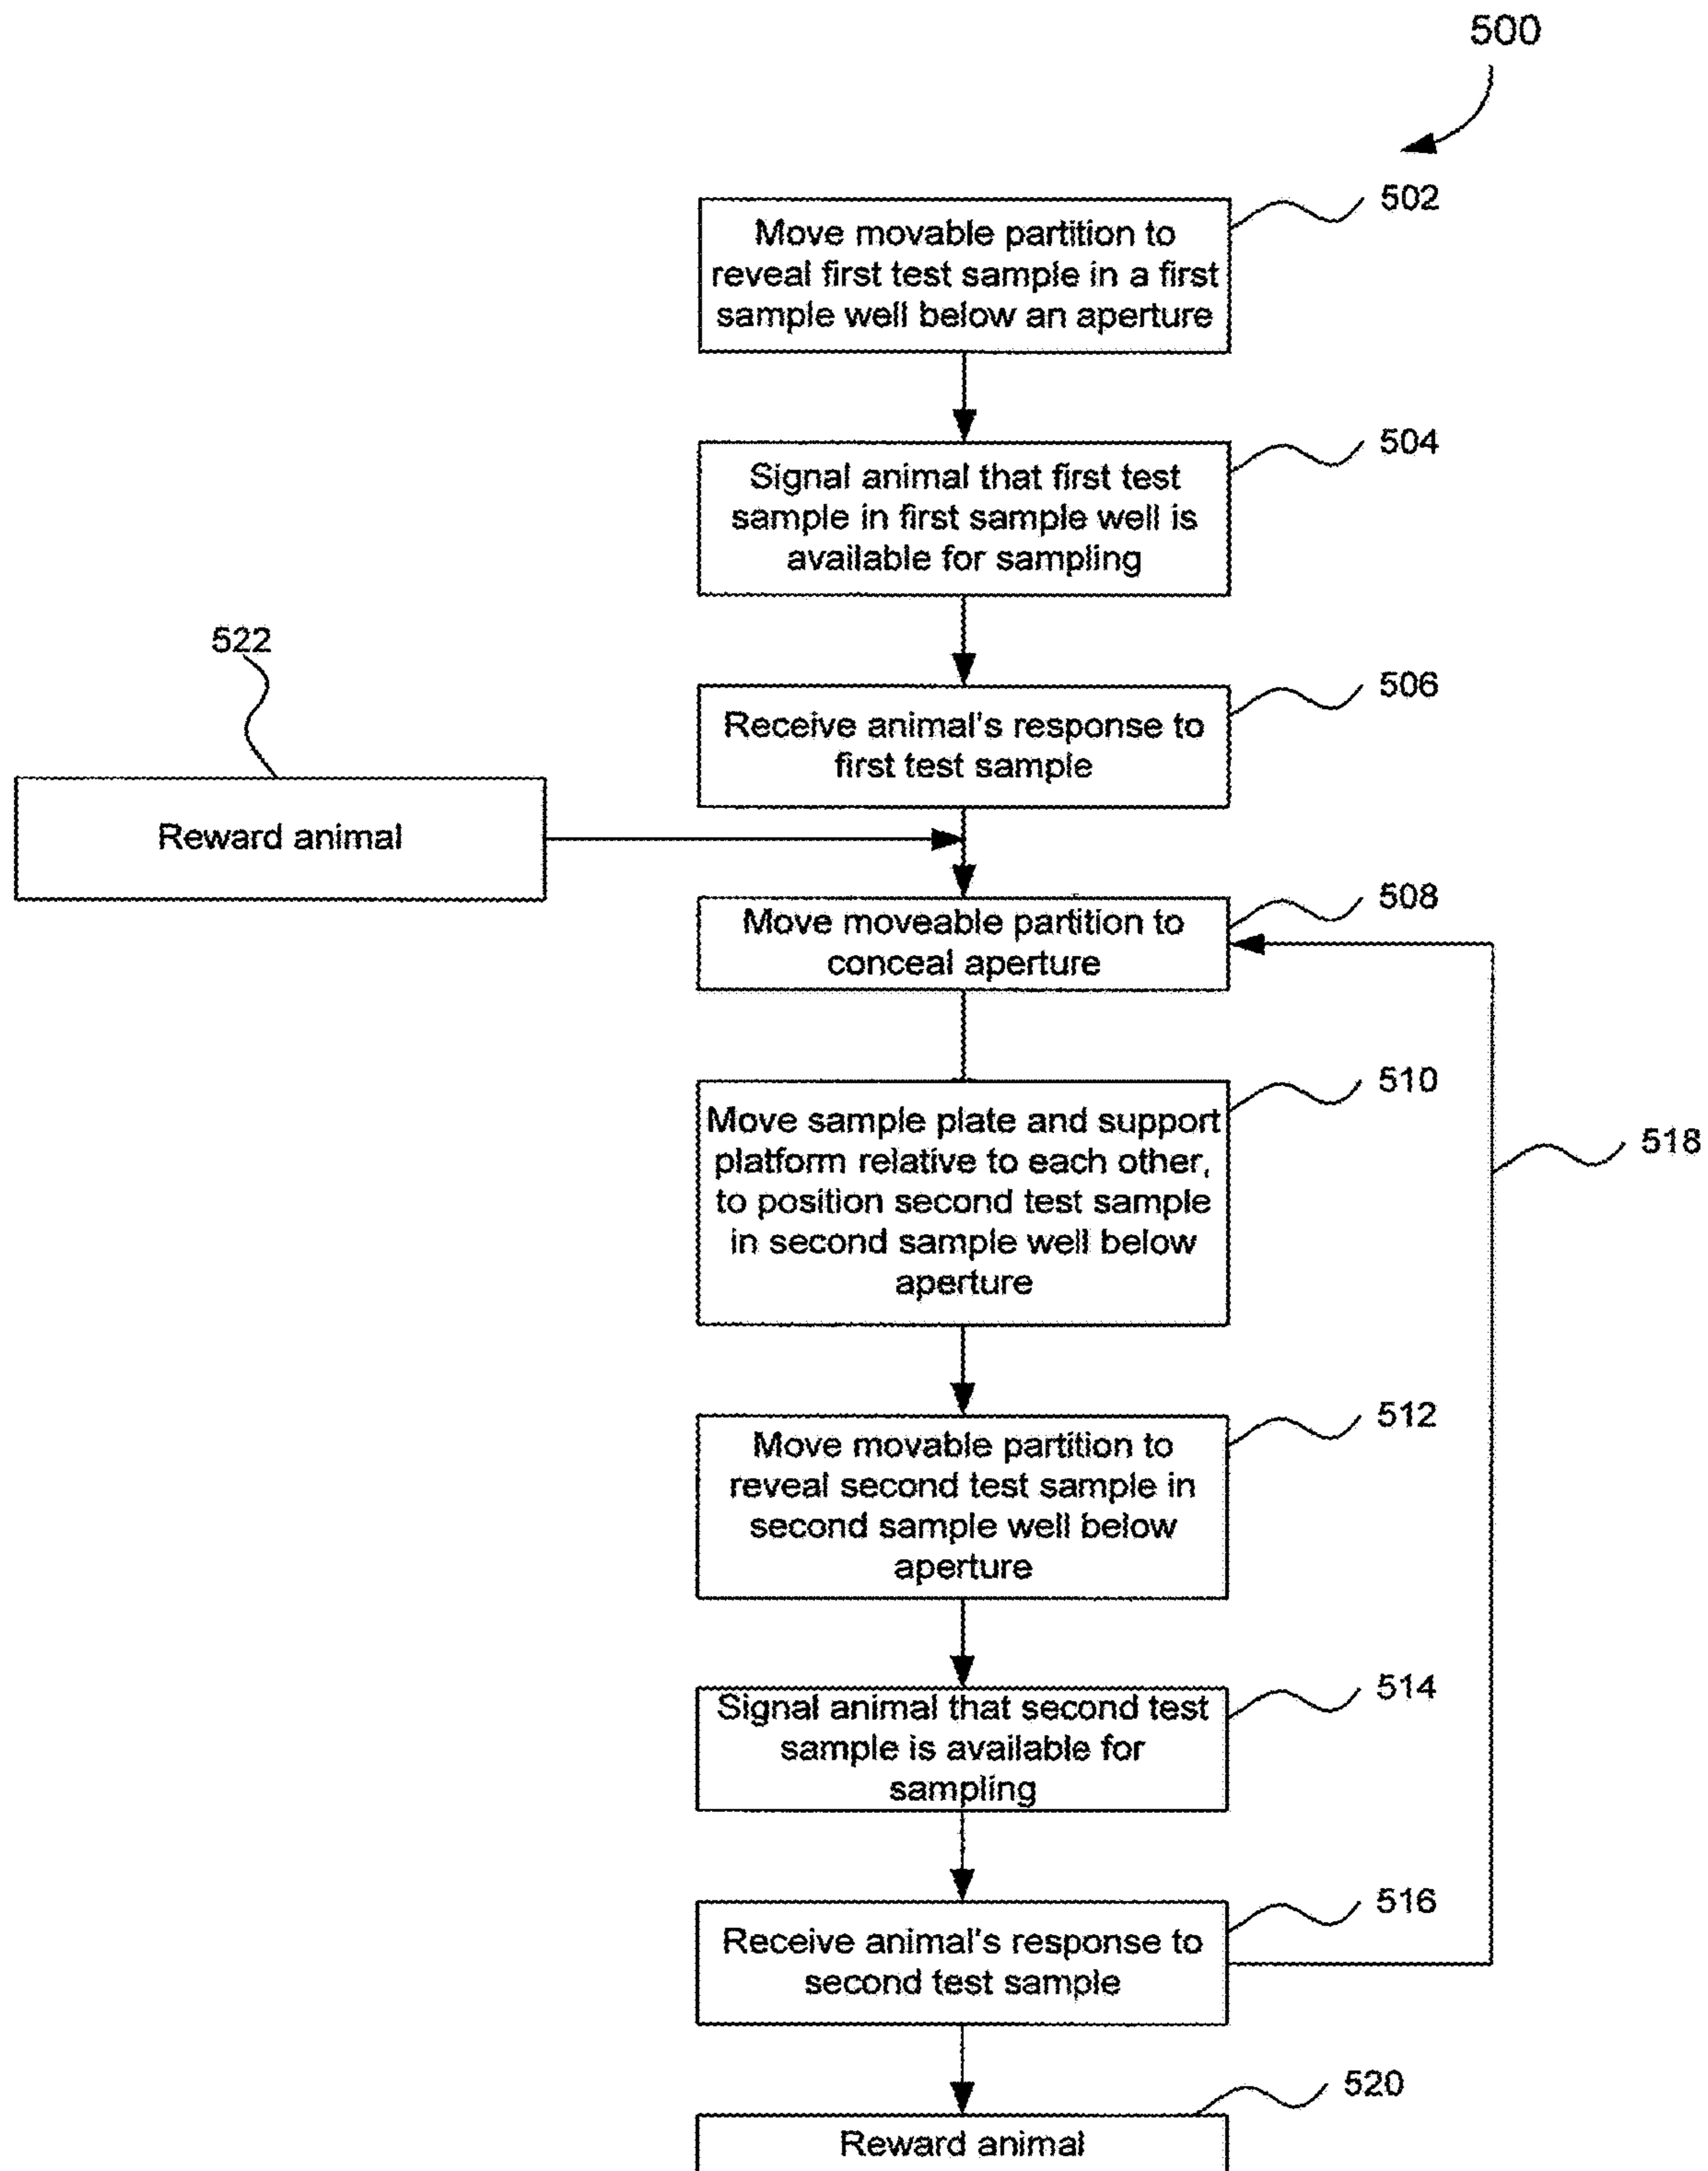 500
502
Move movable partition to
reveal first test sample in a first
sample well below an aperture
504
Signal animal that first test
sample in first sample well is
available for sampling
522
506
Receive animal's response to
first test sample
Reward animal
508
Move moveable partition to
conceal aperture
510
Move sample plate and support
platform relative to each other,
to position second test sample
in second sample well below
aperture
518
512
Move movable partition to
reveal second test sample in
second sample well below
aperture
514
Signal animal that second test
sample is available for
sampling
516
Receive animal's response to
second test sample
520
Reward animal